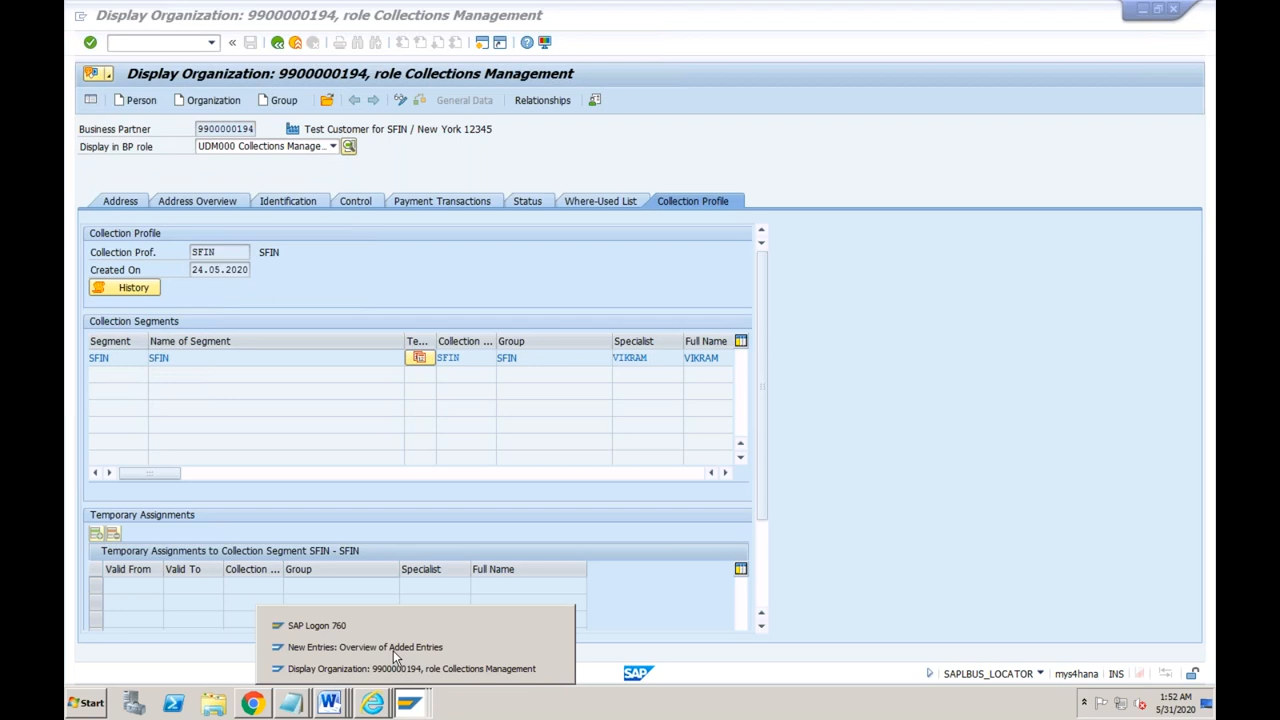 Display Organization: 9900000194, role Collections Management
Display Organization: 9900000194, role Collections Management
Person Organization Group General Data Relationships
Business Partner 9900000194 Test Customer for SFIN / New York 12345
Display in BP role UDM000 Collections Manage..
Address Address Overview Identification Control Payment Transactions Status Where-Used List Collection Profile
Collection Profile
Collection Prof. SFIN SFIN
Created On 24.05.2020
History
Collection Segments
Segment Name of Segment Te... Collection ... Group Specialist Full Name
SFIN SFIN SFIN SFIN VIKRAM VIKRAM
Temporary Assignments
Temporary Assignments to Collection Segment SFIN - SFIN
Valid From Valid To Collection ... Group Specialist Full Name
SAP Logon 760
New Entries: Overview of Added Entries
Display Organization: 9900000194, role Collections Management
SAP SAPLBUS_LOCATOR mys4hana INS
Start 1:52 AM
5/31/2020